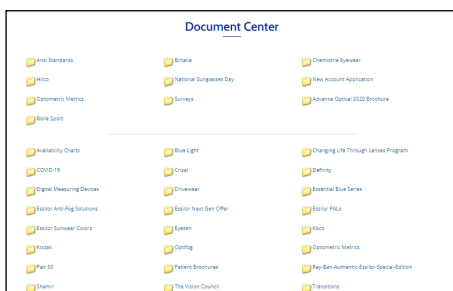 Document Center
Ansi Standards
Britalia
Chemistrie Eyewear
Hilco
National Sunglasses Day
New Account Application
Optometric Metrics
Surveys
Advance Optical 2020 Brochure
Bolle Sport
Availability Charts
Blue Light
Changing Life Through Lenses Program
COVID-19
Crizal
Definity
Digital Measuring Devices
Drivewear
Essential Blue Series
Essilor Anti-Fog Solutions
Essilor Next Gen Offer
Essilor PALs
Essilor Sunwear Colors
Eyezen
Kbco
Kodak
Optifog
Optometric Metrics
Pair 50
Patient Brochures
Ray-Ban-Authentic-Essilor-Special-Edition
Shamir
The Vision Council
Transitions